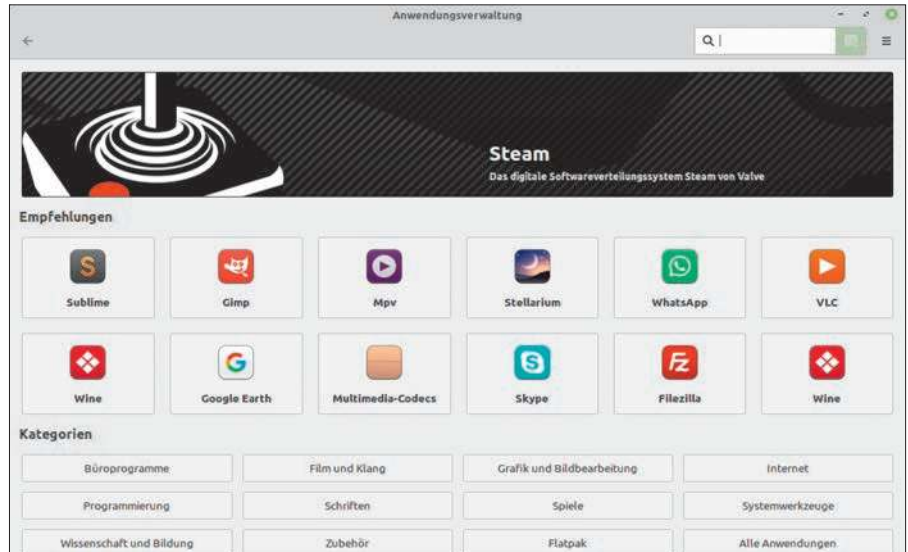 Anwendungsverwaltung
Steam
Das digitale Softwareverteilungssystem Steam von Valve
Empfehlungen
S
Sublime Gimp Mpv Stellarium WhatsApp VLC
G S Fz
Wine Google Earth Multimedia-Codecs Skype Filezilla Wine
Kategorien
Büroprogramme Film und Klang Grafik und Bildbearbeitung Internet
Programmierung Schriften Spiele Systemwerkzeuge
Wissenschaft und Bildung Zubehör Flatpak Alle Anwendungen